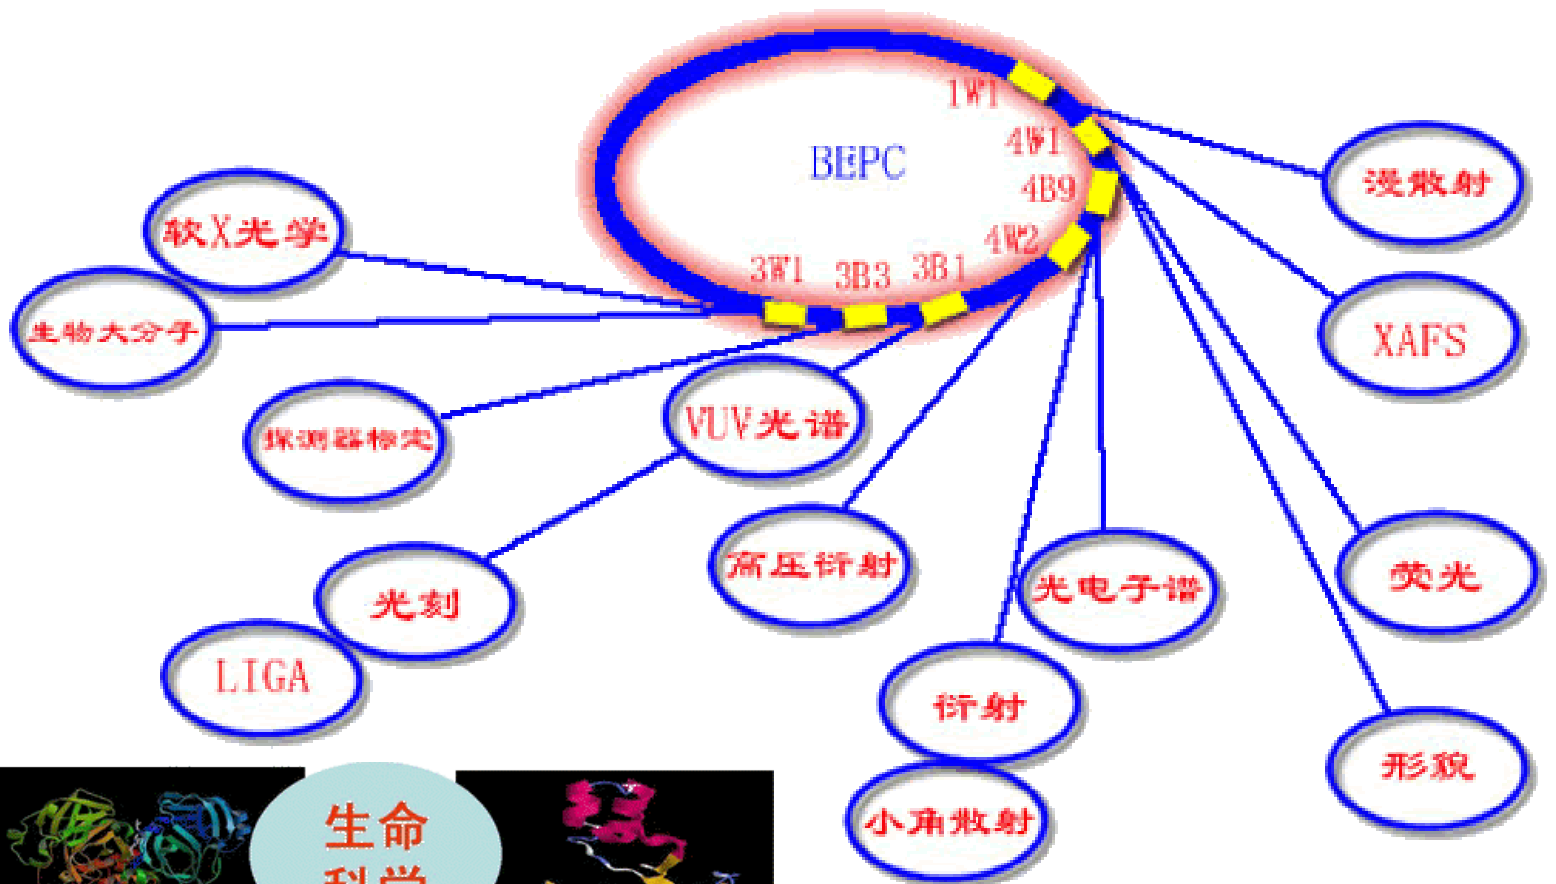 1W1
4W1
BEPC
4B9
漫散射
软X光学
4W2
3W1
3B3
3B1
生物大分子
XAFS
探测器标定
VUV光谱
高压衍射
荧光
光电子谱
光刻
LIGA
衍射
形貌
小角散射
生命
科学